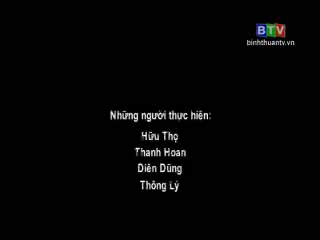 BTV
binhthuantv.vn
Những người thực hiện:
Hữu Thọ
Thanh Hoan
Diên Dũng
Thông Lý